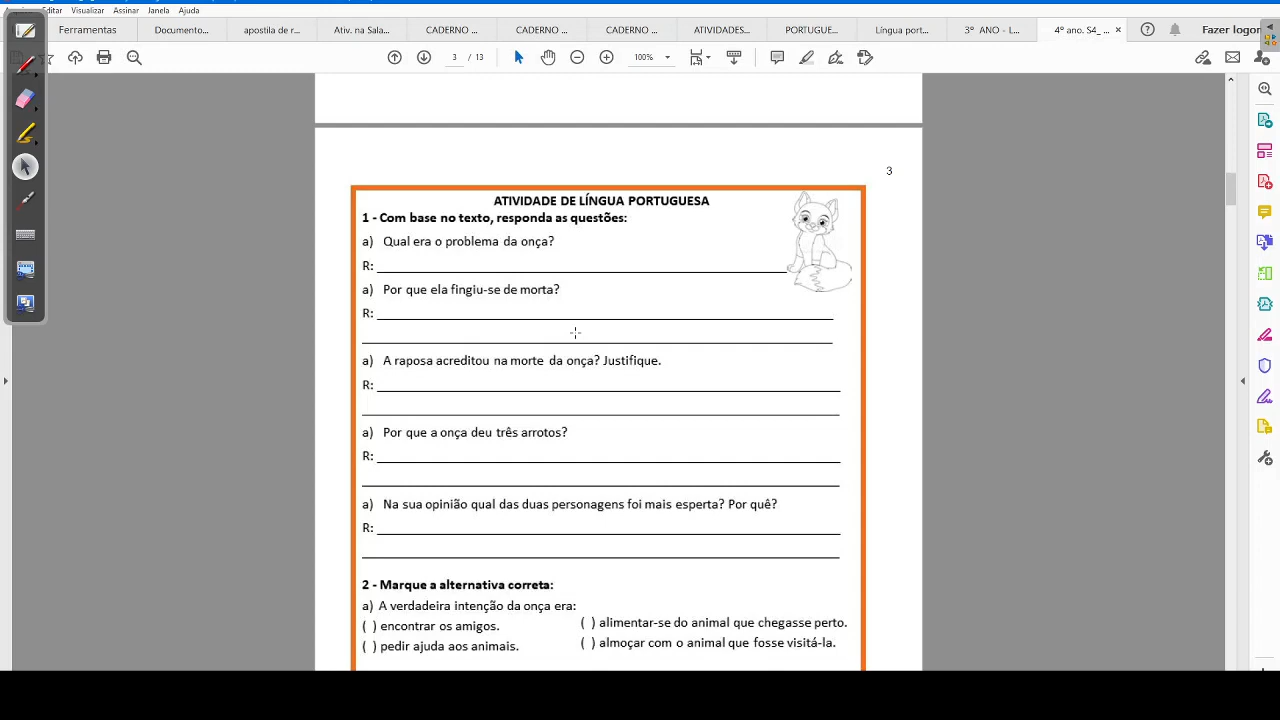 Editar Visualizar Assinar Janela Ajuda
Ferramentas Documento... apostila de r... Ativ. na Sala... CADERNO ... CADERNO ... CADERNO ... ATIVIDADES... PORTUGUE... Língua port... 3º ANO - L... 4º ano. S4_ ... × Fazer logon
3 / 13 100%
3
ATIVIDADE DE LÍNGUA PORTUGUESA
1 - Com base no texto, responda as questões:
a) Qual era o problema da onça?
R:
a) Por que ela fingiu-se de morta?
R:
a) A raposa acreditou na morte da onça? Justifique.
R:
a) Por que a onça deu três arrotos?
R:
a) Na sua opinião qual das duas personagens foi mais esperta? Por quê?
R:
2 - Marque a alternativa correta:
a) A verdadeira intenção da onça era:
( ) encontrar os amigos. ( ) alimentar-se do animal que chegasse perto.
( ) pedir ajuda aos animais. ( ) almoçar com o animal que fosse visitá-la.